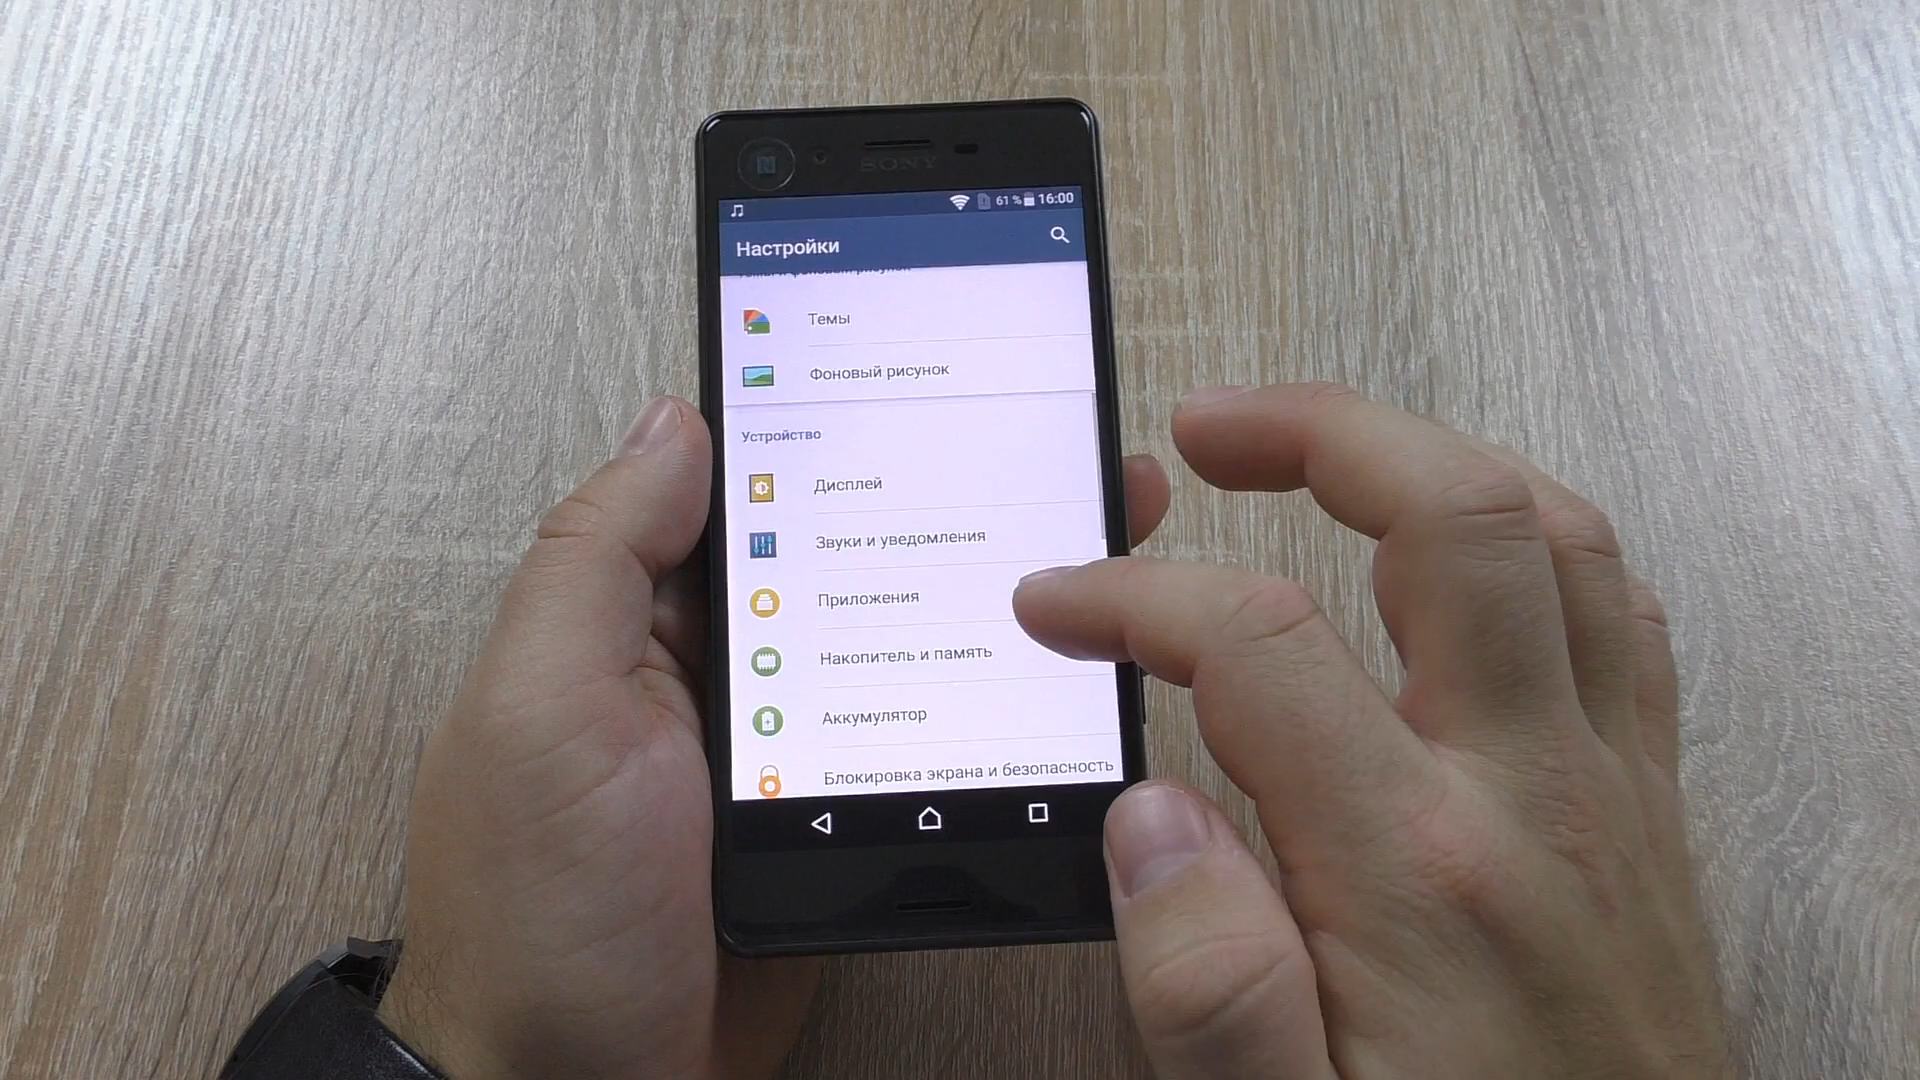 SONY
61 % 16:00
Настройки
Темы
Фоновый рисунок
Устройство
Дисплей
Звуки и уведомления
Приложения
Накопитель и память
Аккумулятор
Блокировка экрана и безопасность